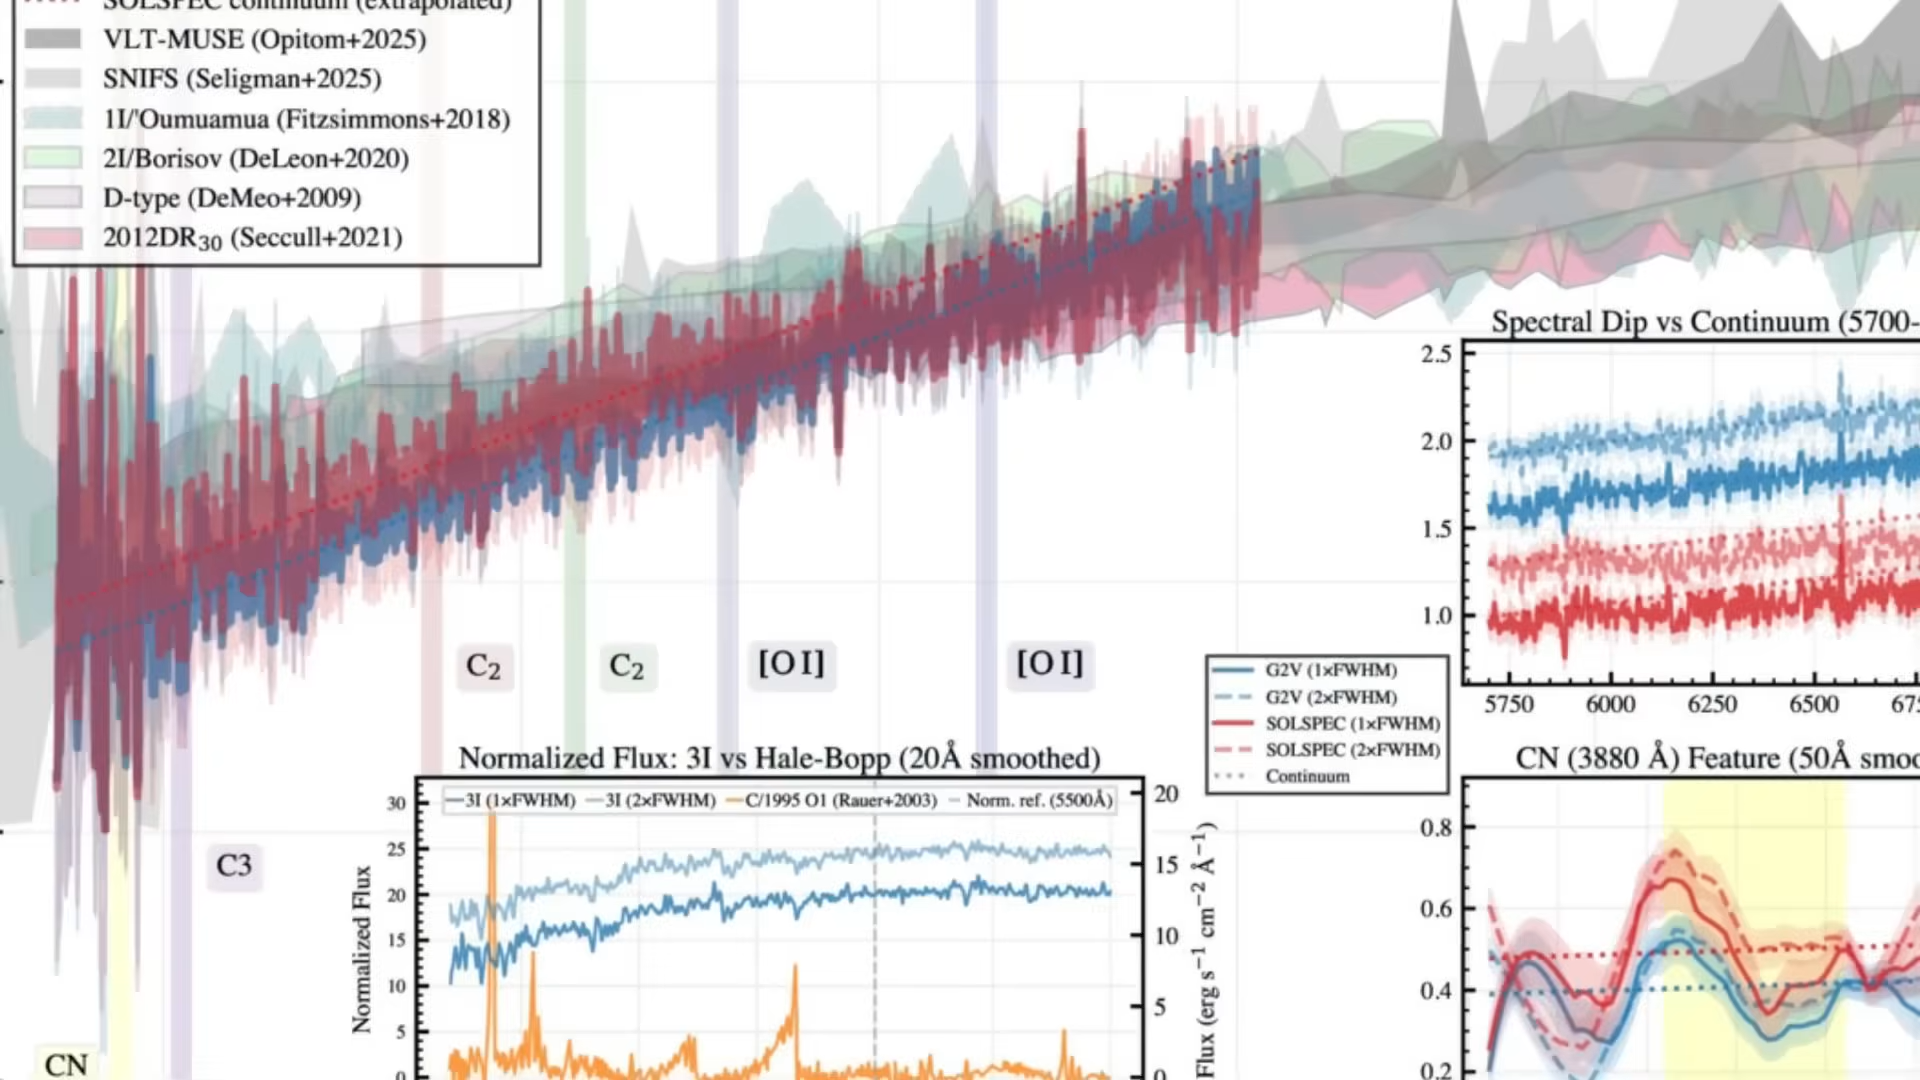 SOLSPEC continuum (extrapolated)
VLT-MUSE (Opitom+2025)
SNIFS (Seligman+2025)
1I/'Oumuamua (Fitzsimmons+2018)
2I/Borisov (DeLeon+2020)
D-type (DeMeo+2009)
2012DR₃₀ (Seccull+2021)
C₂
C₂
[O I]
[O I]
C3
CN
Spectral Dip vs Continuum (5700-
2.5
2.0
1.5
1.0
5750 6000 6250 6500 675
G2V (1×FWHM)
G2V (2×FWHM)
SOLSPEC (1×FWHM)
SOLSPEC (2×FWHM)
Continuum
Normalized Flux: 3I vs Hale-Bopp (20Å smoothed)
3I (1×FWHM) 3I (2×FWHM) C/1995 O1 (Rauer+2003) Norm. ref. (5500Å)
Normalized Flux
30
25
20
15
10
5
0
20
15
10
5
0
Flux (erg s⁻¹ cm⁻² Å⁻¹)
CN (3880 Å) Feature (50Å smoo
0.8
0.6
0.4
0.2